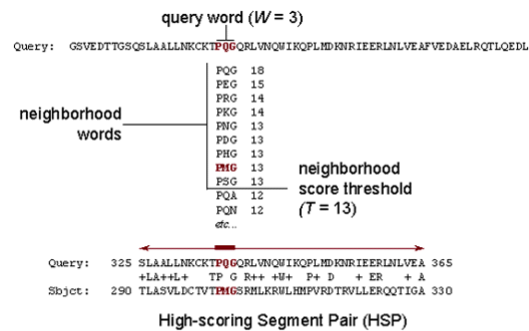 query word (W = 3)
Query: GSVEDTTGSQSLAALLNKCKTPQGQRLVNQWIKQPLMDKNRIEERLNLVEAFVEDAELRQTLQEDL
PQG 18
PEG 15
PRG 14
PKG 14
PNG 13
PDG 13
PHG 13
PMG 13
PSG 13
PQA 12
PQN 12
etc...
neighborhood
words
neighborhood
score threshold
(T = 13)
Query: 325 SLAALLNKCKTPQGQRLVNQWIKQPLMDKNRIEERLNLVEA 365
+LA++L+ TP G R++ +W+ P+ D + ER + A
Sbjct: 290 TLASVLDCTVTPMGSRMLKRWLHMPVRDTRVLLERQQTIGA 330
High-scoring Segment Pair (HSP)